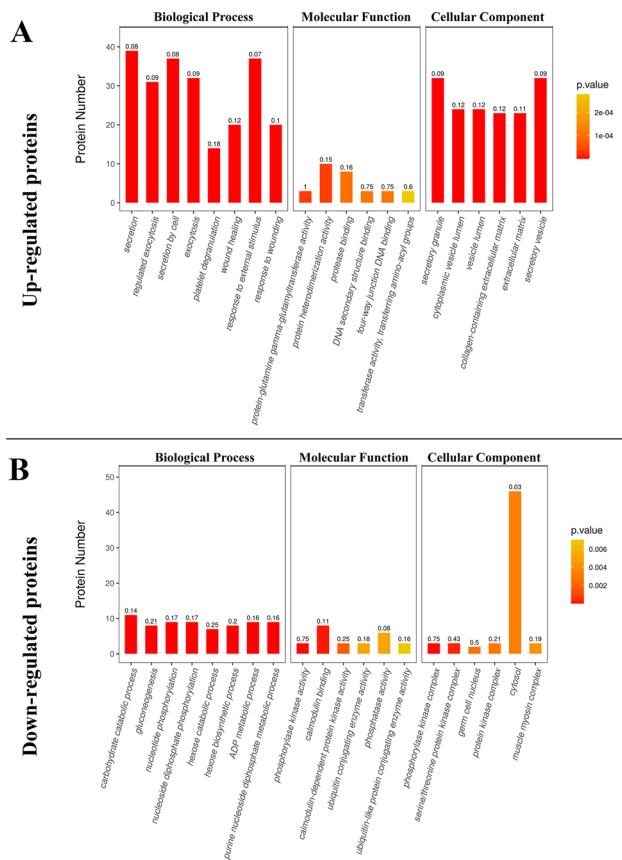 A
Up-regulated proteins
Biological Process
Molecular Function
Cellular Component
Protein Number
40
30
20
10
0
0.08
0.09
0.08
0.09
0.14
0.12
0.07
0.1
1
0.15
0.16
0.75
0.75
0.6
0.09
0.12
0.12
0.12
0.11
0.09
secretion
regulated exocytosis
secretion by cell
exocytosis
platelet degranulation
wound healing
response to external stimulus
response to wounding
protein-glutamine gamma-glutamyltransferase activity
protein heterodimerization activity
protease binding
DNA secondary structure binding
four-way junction DNA binding
transferase activity, transferring amino-acyl groups
secretory granule
cytoplasmic vesicle lumen
vesicle lumen
collagen-containing extracellular matrix
extracellular matrix
secretory vesicle
p.value
2e-04
1e-04
B
Down-regulated proteins
Biological Process
Molecular Function
Cellular Component
Protein Number
50
40
30
20
10
0
0.14
0.21
0.17
0.17
0.25
0.2
0.16
0.16
0.75
0.11
0.25
0.18
0.08
0.16
0.75
0.43
0.5
0.21
0.03
0.19
carbohydrate catabolic process
gluconeogenesis
nucleotide phosphorylation
nucleoside diphosphate phosphorylation
hexose catabolic process
hexose biosynthetic process
ADP metabolic process
purine nucleoside diphosphate metabolic process
phosphorylase kinase activity
calmodulin binding
calmodulin-dependent protein kinase activity
ubiquitin conjugating enzyme activity
phosphatase activity
ubiquitin-like protein conjugating enzyme activity
phosphorylase kinase complex
serine/threonine protein kinase complex
germ cell nucleus
protein kinase complex
cytosol
muscle myosin complex
p.value
0.006
0.004
0.002